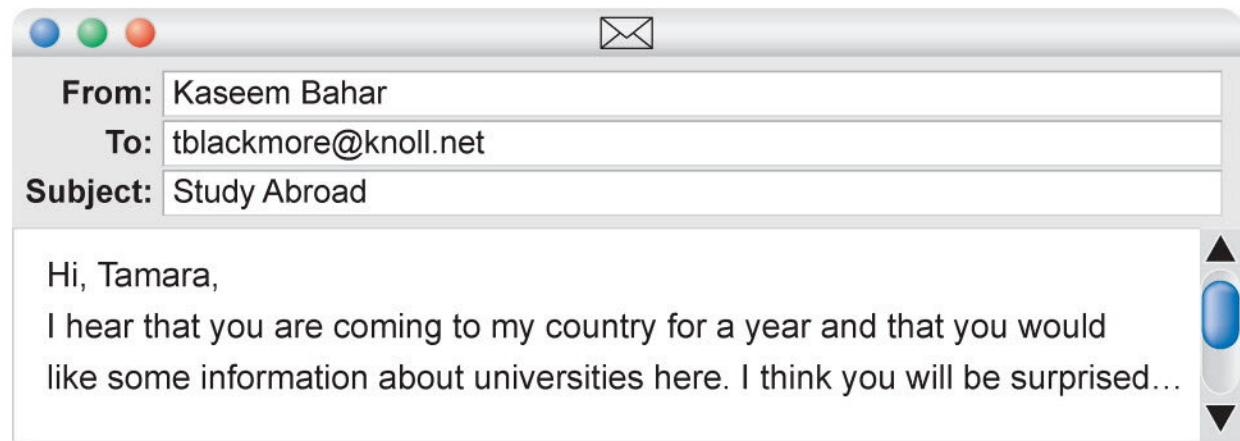 From: Kaseem Bahar
To: tblackmore@knoll.net
Subject: Study Abroad
Hi, Tamara,
I hear that you are coming to my country for a year and that you would
like some information about universities here. I think you will be surprised…